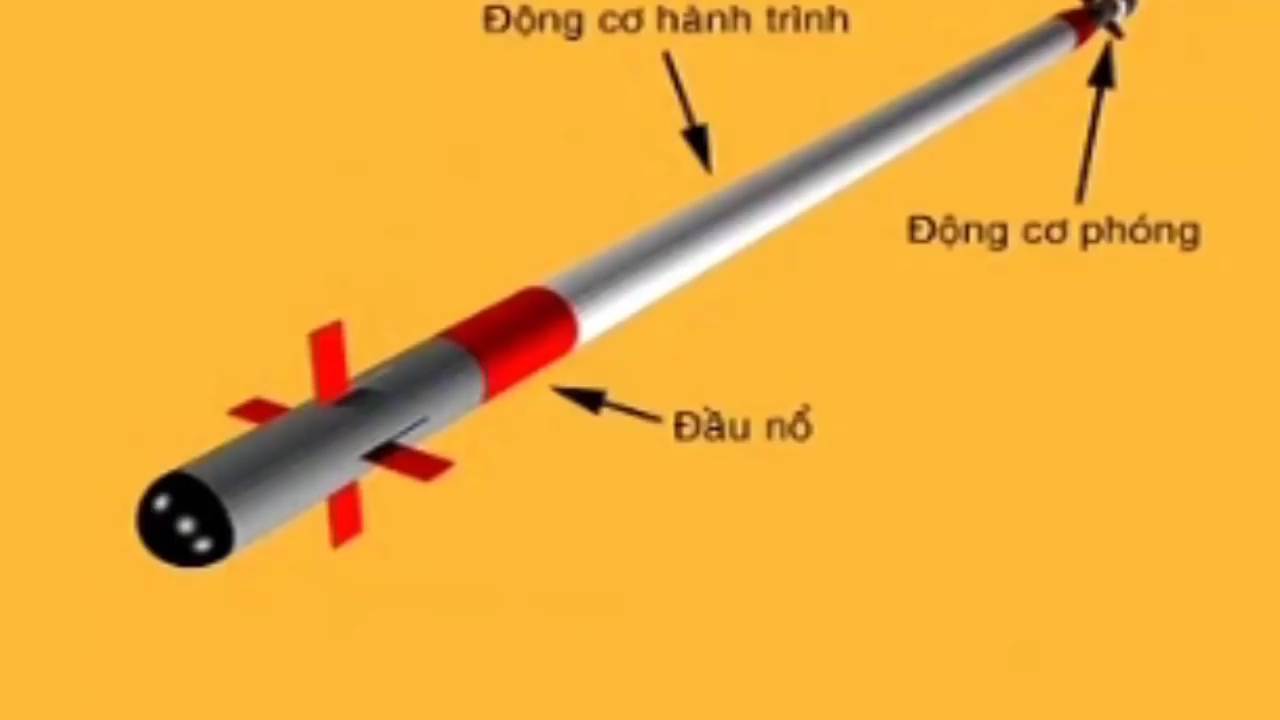 Động cơ hành trình
Động cơ phóng
Đầu nổ